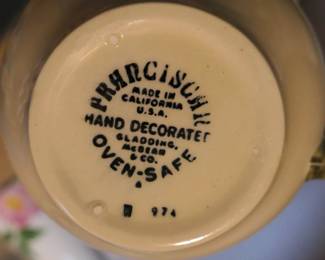 FRANCISCAN
MADE IN
CALIFORNIA
U.S.A.
HAND DECORATED
GLADDING,
McBEAN
& CO.
OVEN-SAFE
974